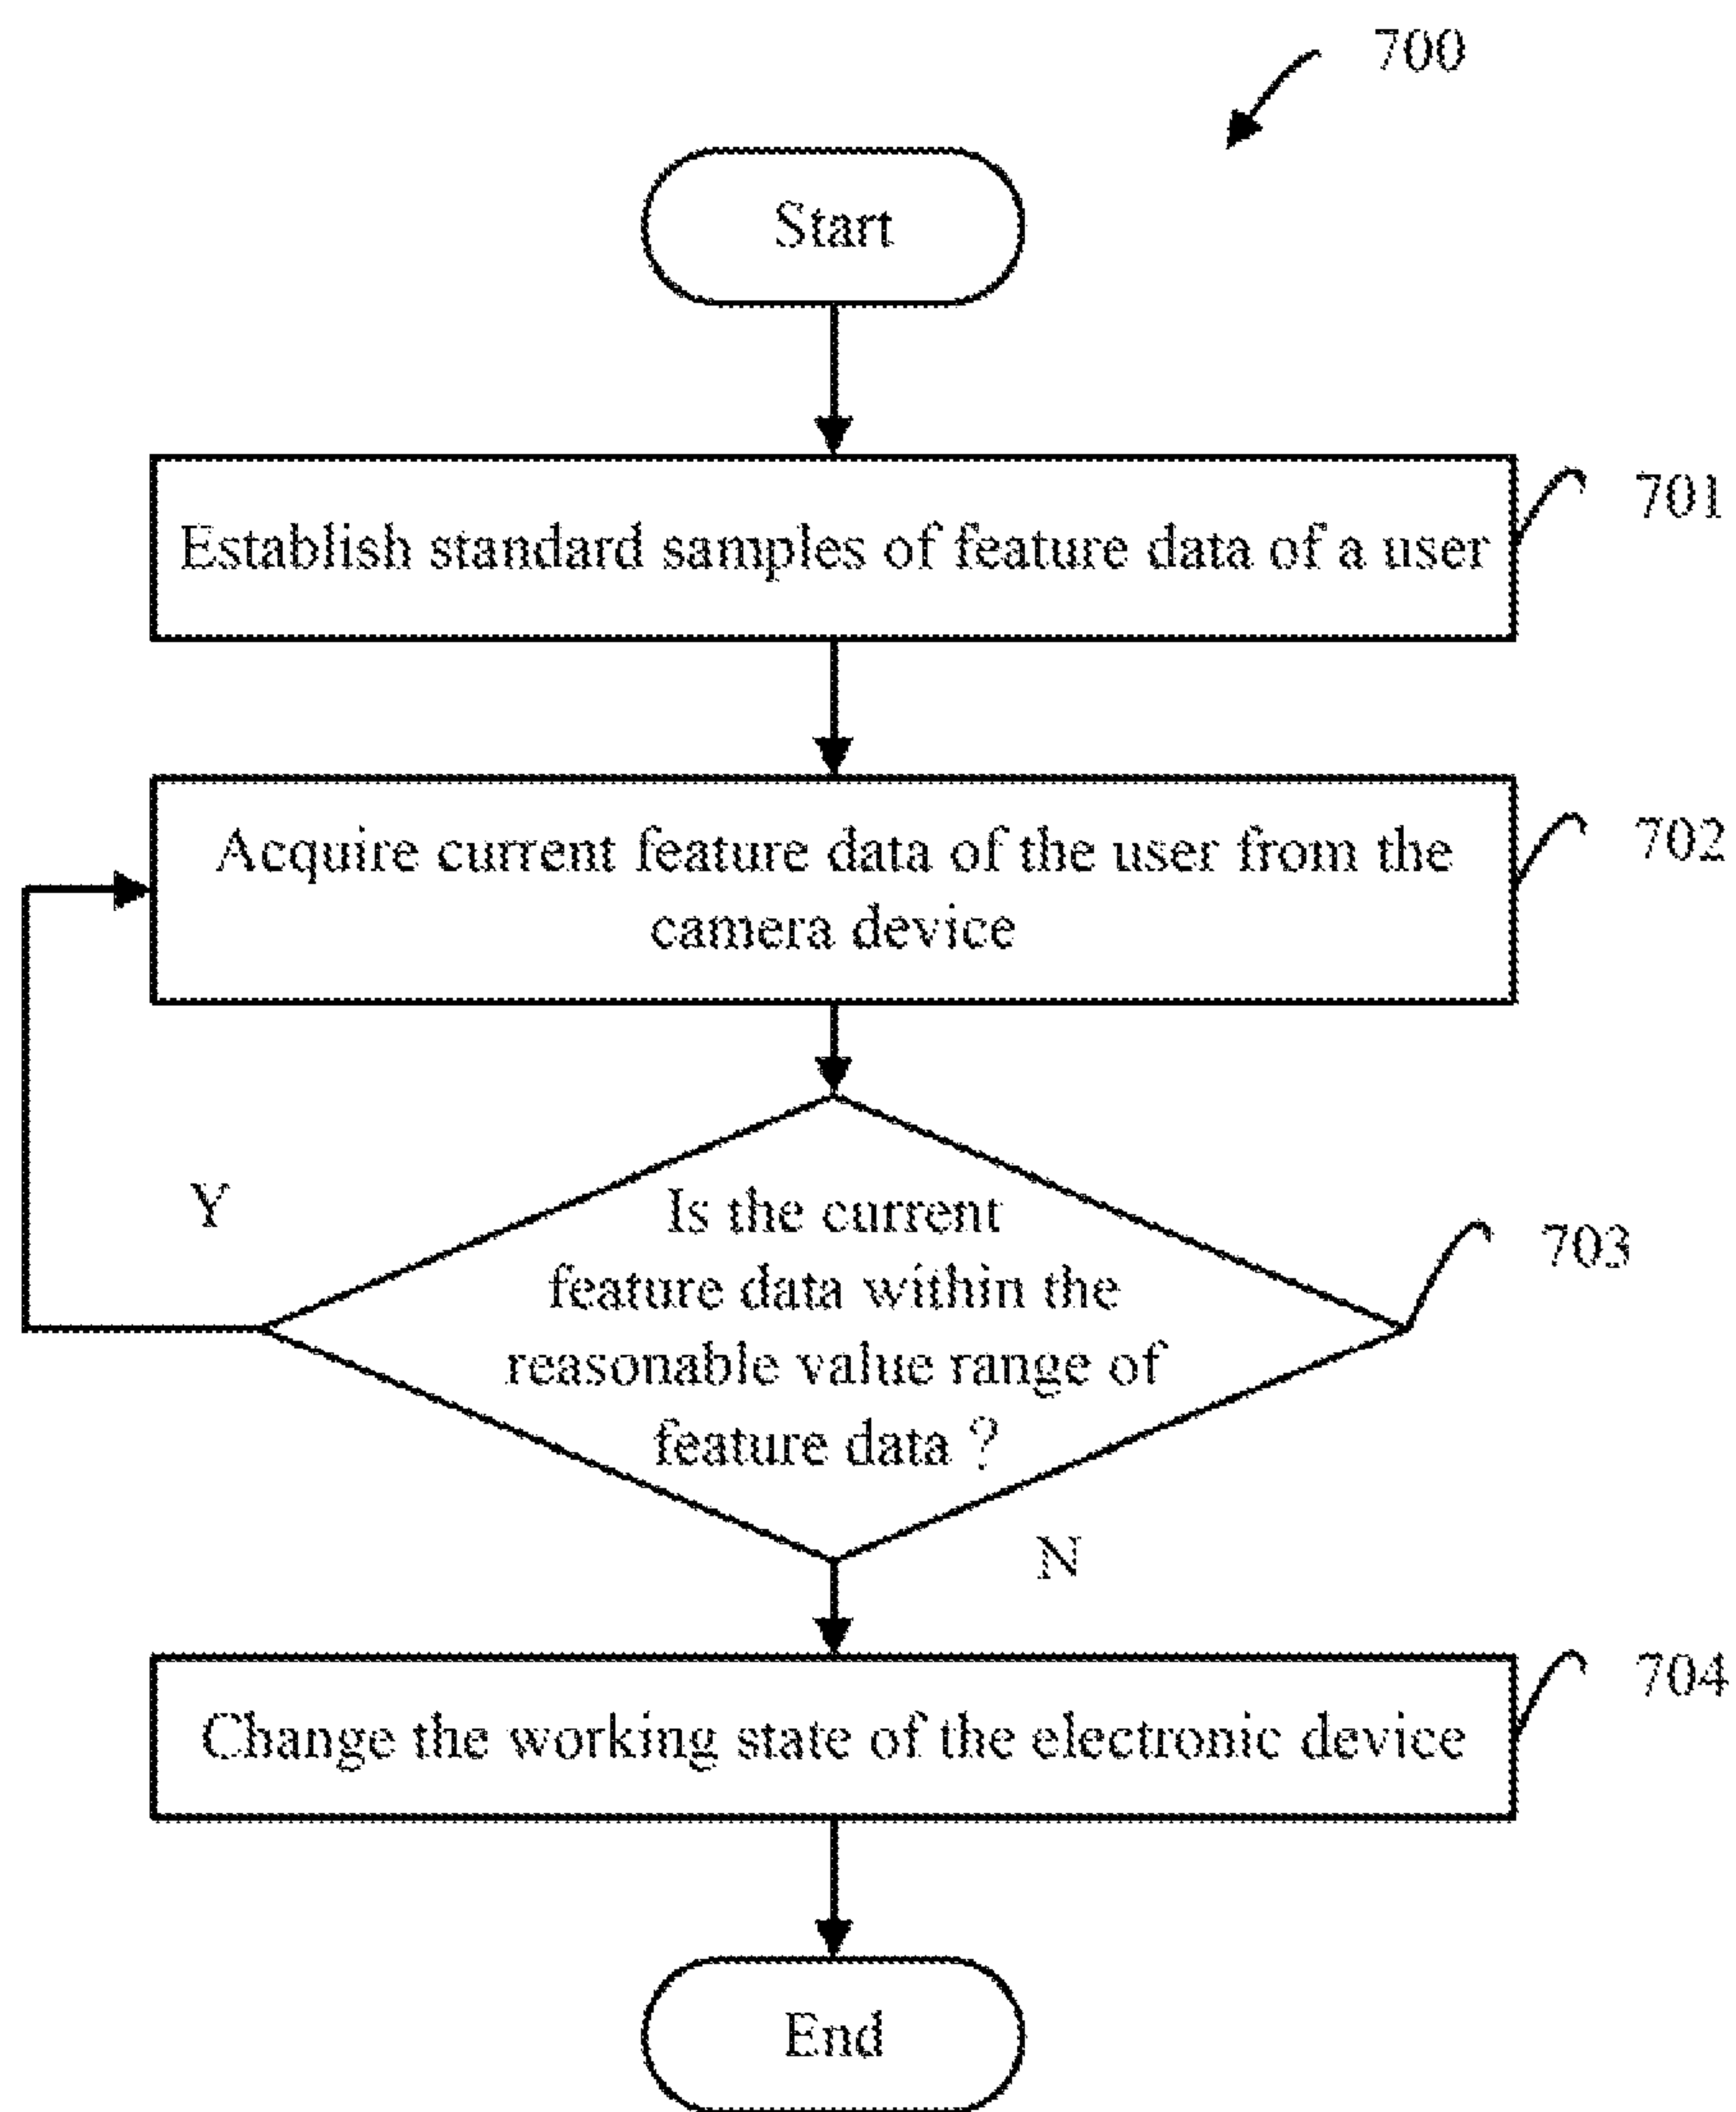 700
Start
701
Establish standard samples of feature data of a user
702
Acquire current feature data of the user from the
camera device
Y
Is the current
feature data within the
reasonable value range of
feature data ?
703
N
704
Change the working state of the electronic device
End